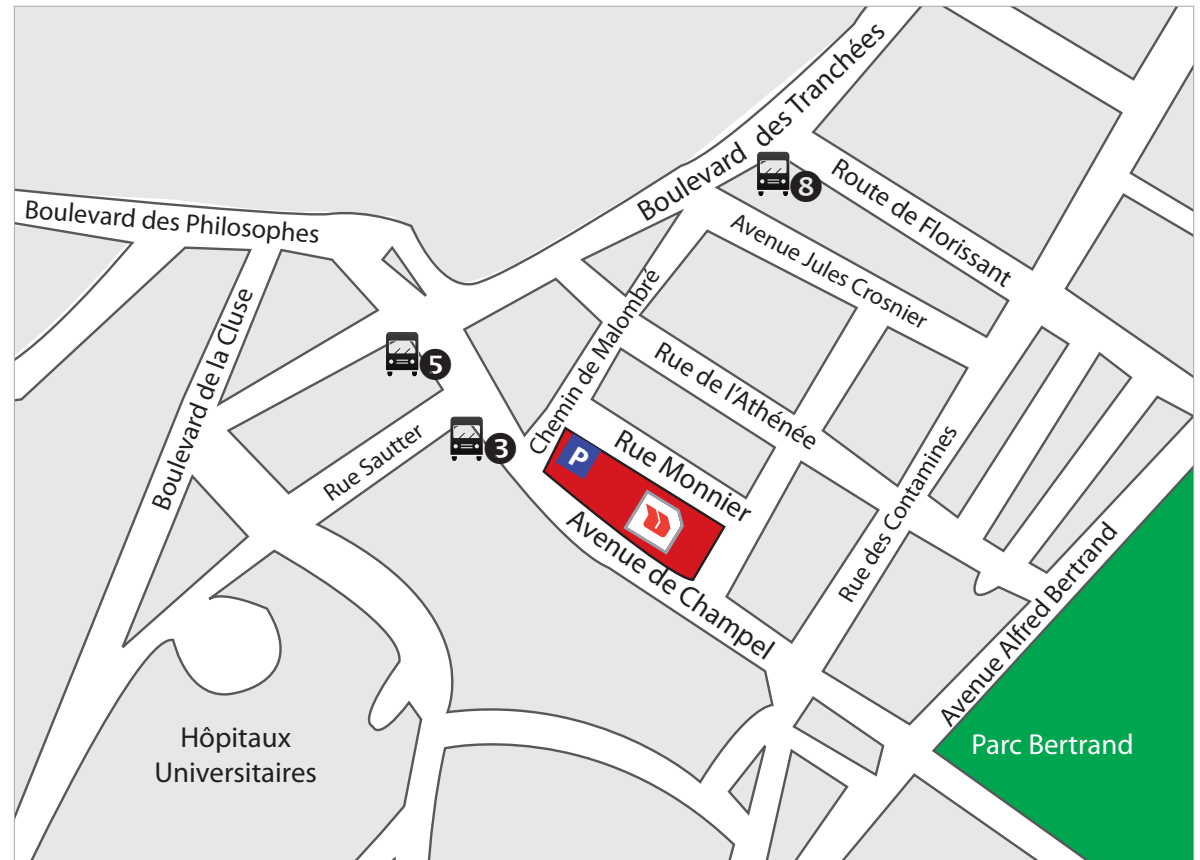 Boulevard des Tranchées
8
Route de Florissant
Boulevard des Philosophes
Avenue Jules Crosnier
Chemin de Malombré
Boulevard de la Cluse
5
Rue de l'Athénée
Rue Sautter
3
P
Rue Monnier
Rue des Contamines
Avenue de Champel
Avenue Alfred Bertrand
Hôpitaux
Universitaires
Parc Bertrand